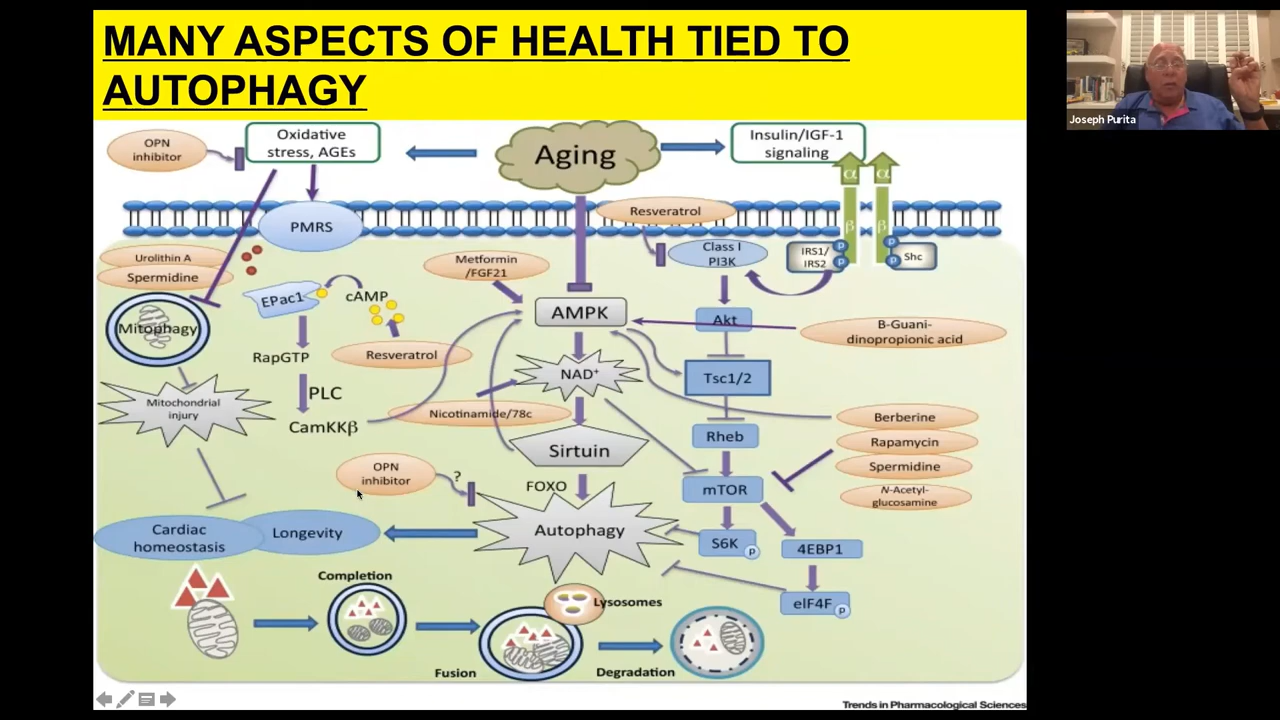 MANY ASPECTS OF HEALTH TIED TO
AUTOPHAGY
Joseph Purita
OPN
inhibitor
Oxidative
stress, AGEs
Aging
Insulin/IGF-1
signaling
α
α
β
β
PMRS
Resveratrol
Class I
PI3K
IRS1/
IRS2
P
P
P
P
Shc
Urolithin A
Spermidine
Mitophagy
EPac1
cAMP
Metformin
/FGF21
AMPK
Akt
B-Guani-
dinopropionic acid
RapGTP
Resveratrol
NAD+
Tsc1/2
PLC
Mitochondrial
injury
Nicotinamide/78c
CamKKβ
Berberine
Rapamycin
Spermidine
N-Acetyl-
glucosamine
Rheb
Sirtuin
OPN
inhibitor
?
FOXO
mTOR
Cardiac
homeostasis
Longevity
Autophagy
S6K
P
4EBP1
eIF4F
P
Completion
Lysosomes
Fusion
Degradation
Trends in Pharmacological Sciences